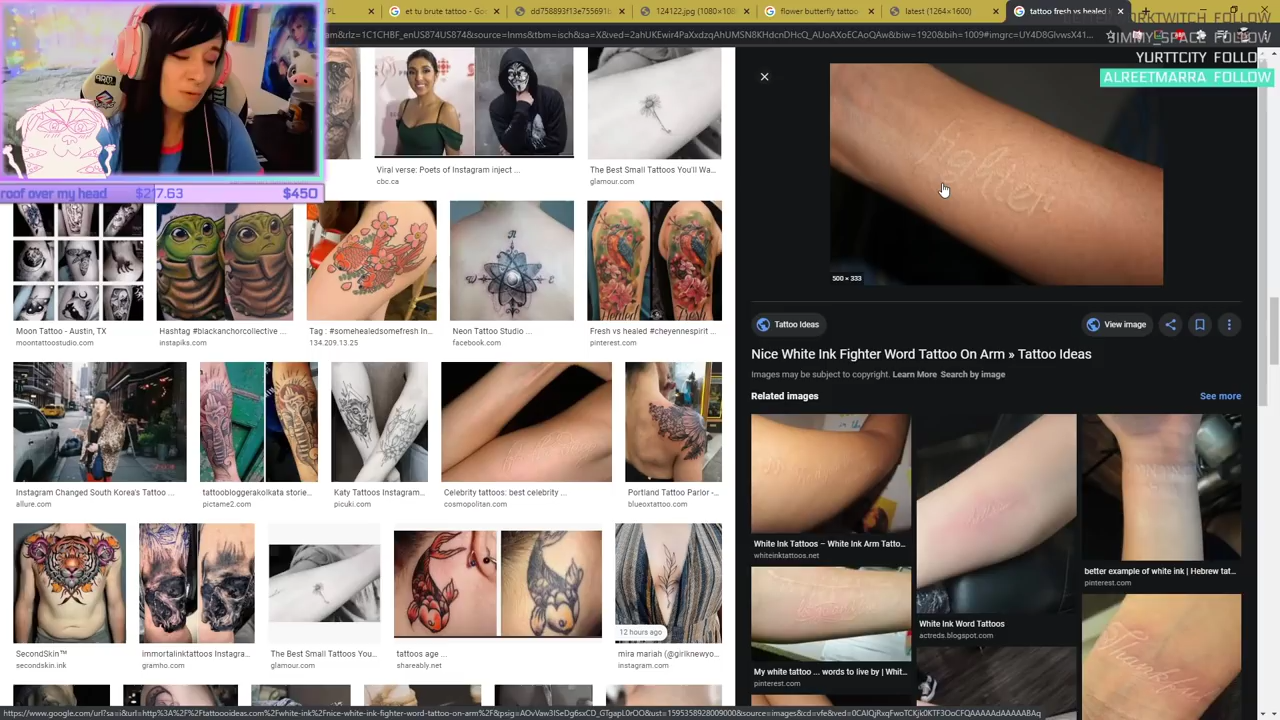 et tu brute tattoo - Goo
dd758893f13e755691b
124122.jpg (1080×108
flower butterfly tattoo
latest (1264×1600)
tattoo fresh vs healed
JIMMY_SPACE FOLLOW
YURTTCITY FOLLOW
ALREETMARRA FOLLOW
roof over my head $217.63 $450
Viral verse: Poets of Instagram inject ...
cbc.ca
The Best Small Tattoos You'll Wa...
glamour.com
Moon Tattoo - Austin, TX
moontattoostudio.com
Hashtag #blackanchorcollective ...
instapiks.com
Tag : #somehealedsomefresh In...
134.209.13.25
Neon Tattoo Studio ...
facebook.com
Fresh vs healed #cheyennespirit ...
pinterest.com
Instagram Changed South Korea's Tattoo ...
allure.com
tattoobloggerakolkata storie...
pictame2.com
Katy Tattoos Instagram...
picuki.com
Celebrity tattoos: best celebrity ...
cosmopolitan.com
Portland Tattoo Parlor -...
blueoxtattoo.com
SecondSkin™
secondskin.ink
immortalinktattoos Instagra...
gramho.com
The Best Small Tattoos You...
glamour.com
tattoos age ...
shareably.net
12 hours ago
mira mariah (@girlknewyo...
instagram.com
500 × 333
Tattoo Ideas
View image
Nice White Ink Fighter Word Tattoo On Arm » Tattoo Ideas
Images may be subject to copyright. Learn More Search by image
Related images
See more
White Ink Tattoos – White Ink Arm Tatto...
whiteinktattoos.net
better example of white ink | Hebrew tat...
pinterest.com
White Ink Word Tattoos
actreds.blogspot.com
My white tattoo ... words to live by | Whit...
pinterest.com